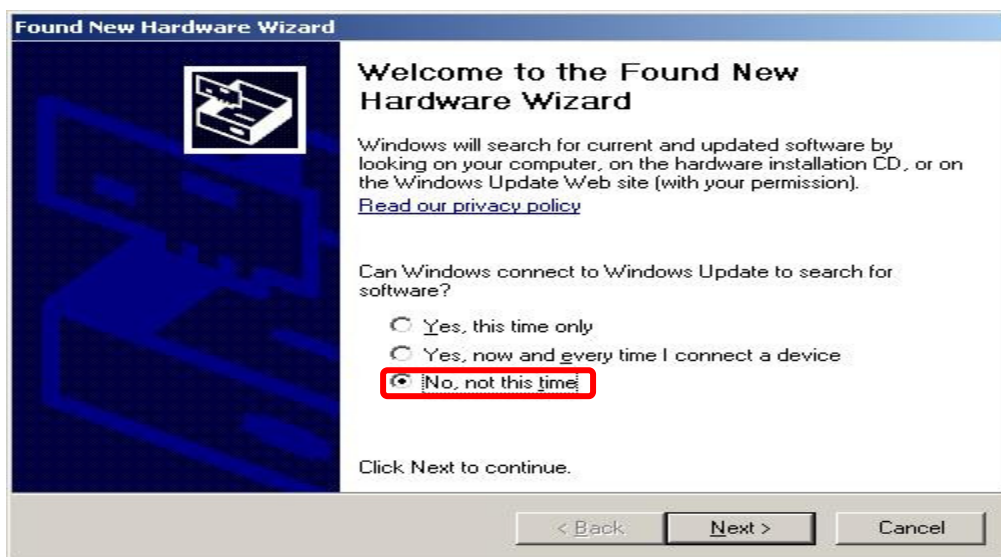 Found New Hardware Wizard
Welcome to the Found New
Hardware Wizard
Windows will search for current and updated software by
looking on your computer, on the hardware installation CD, or on
the Windows Update Web site (with your permission).
Read our privacy policy
Can Windows connect to Windows Update to search for
software?
Yes, this time only
Yes, now and every time I connect a device
No, not this time
Click Next to continue.
< Back
Next >
Cancel